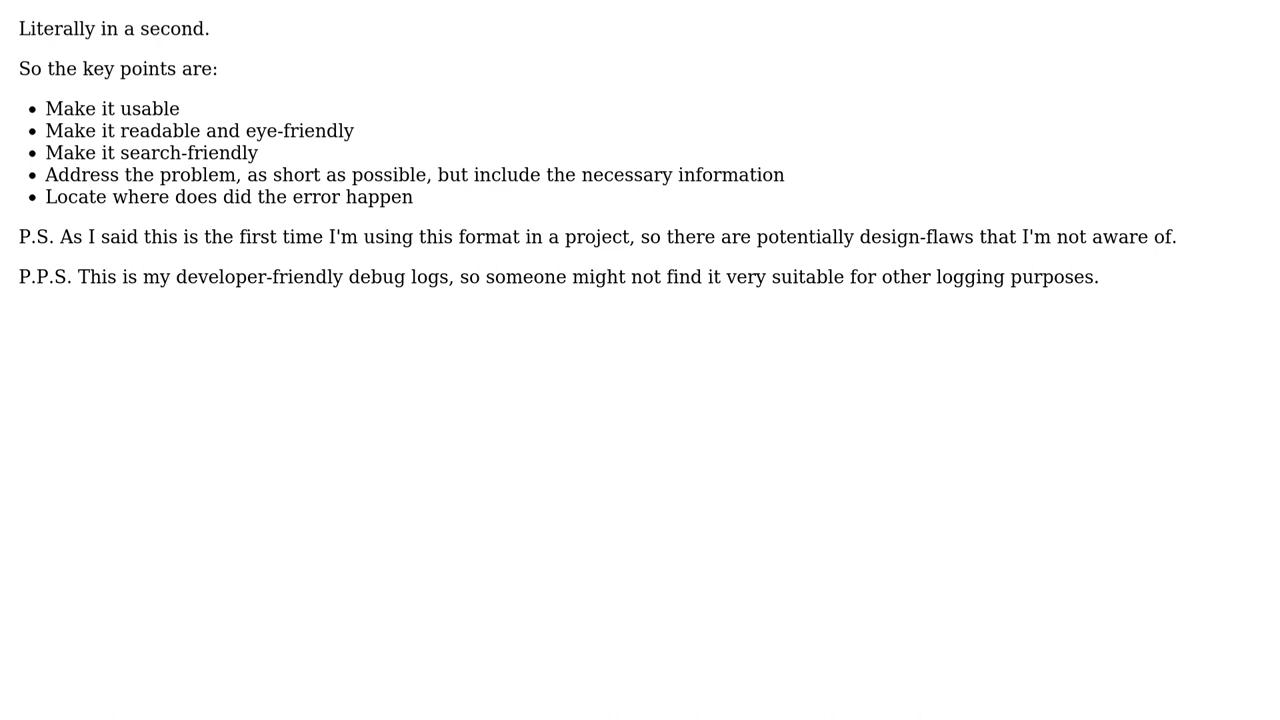 Literally in a second.
So the key points are:
• Make it usable
• Make it readable and eye-friendly
• Make it search-friendly
• Address the problem, as short as possible, but include the necessary information
• Locate where does did the error happen
P.S. As I said this is the first time I'm using this format in a project, so there are potentially design-flaws that I'm not aware of.
P.P.S. This is my developer-friendly debug logs, so someone might not find it very suitable for other logging purposes.